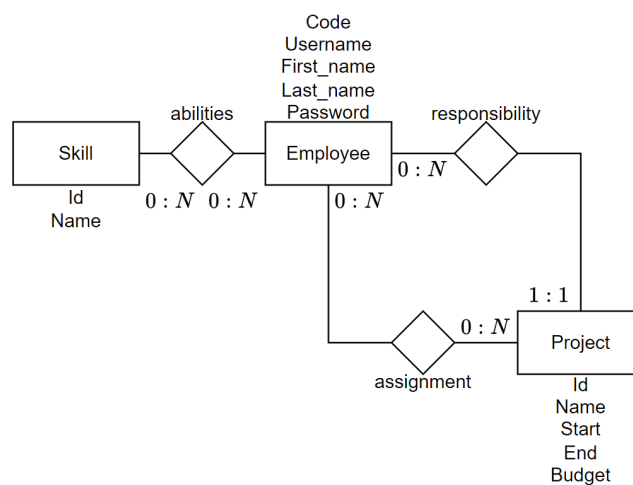 Code
Username
First_name
Last_name
Password
abilities
responsibility
Skill
Employee
0 : N
0 : N
0 : N
0 : N
Id
Name
1 : 1
0 : N
Project
assignment
Id
Name
Start
End
Budget